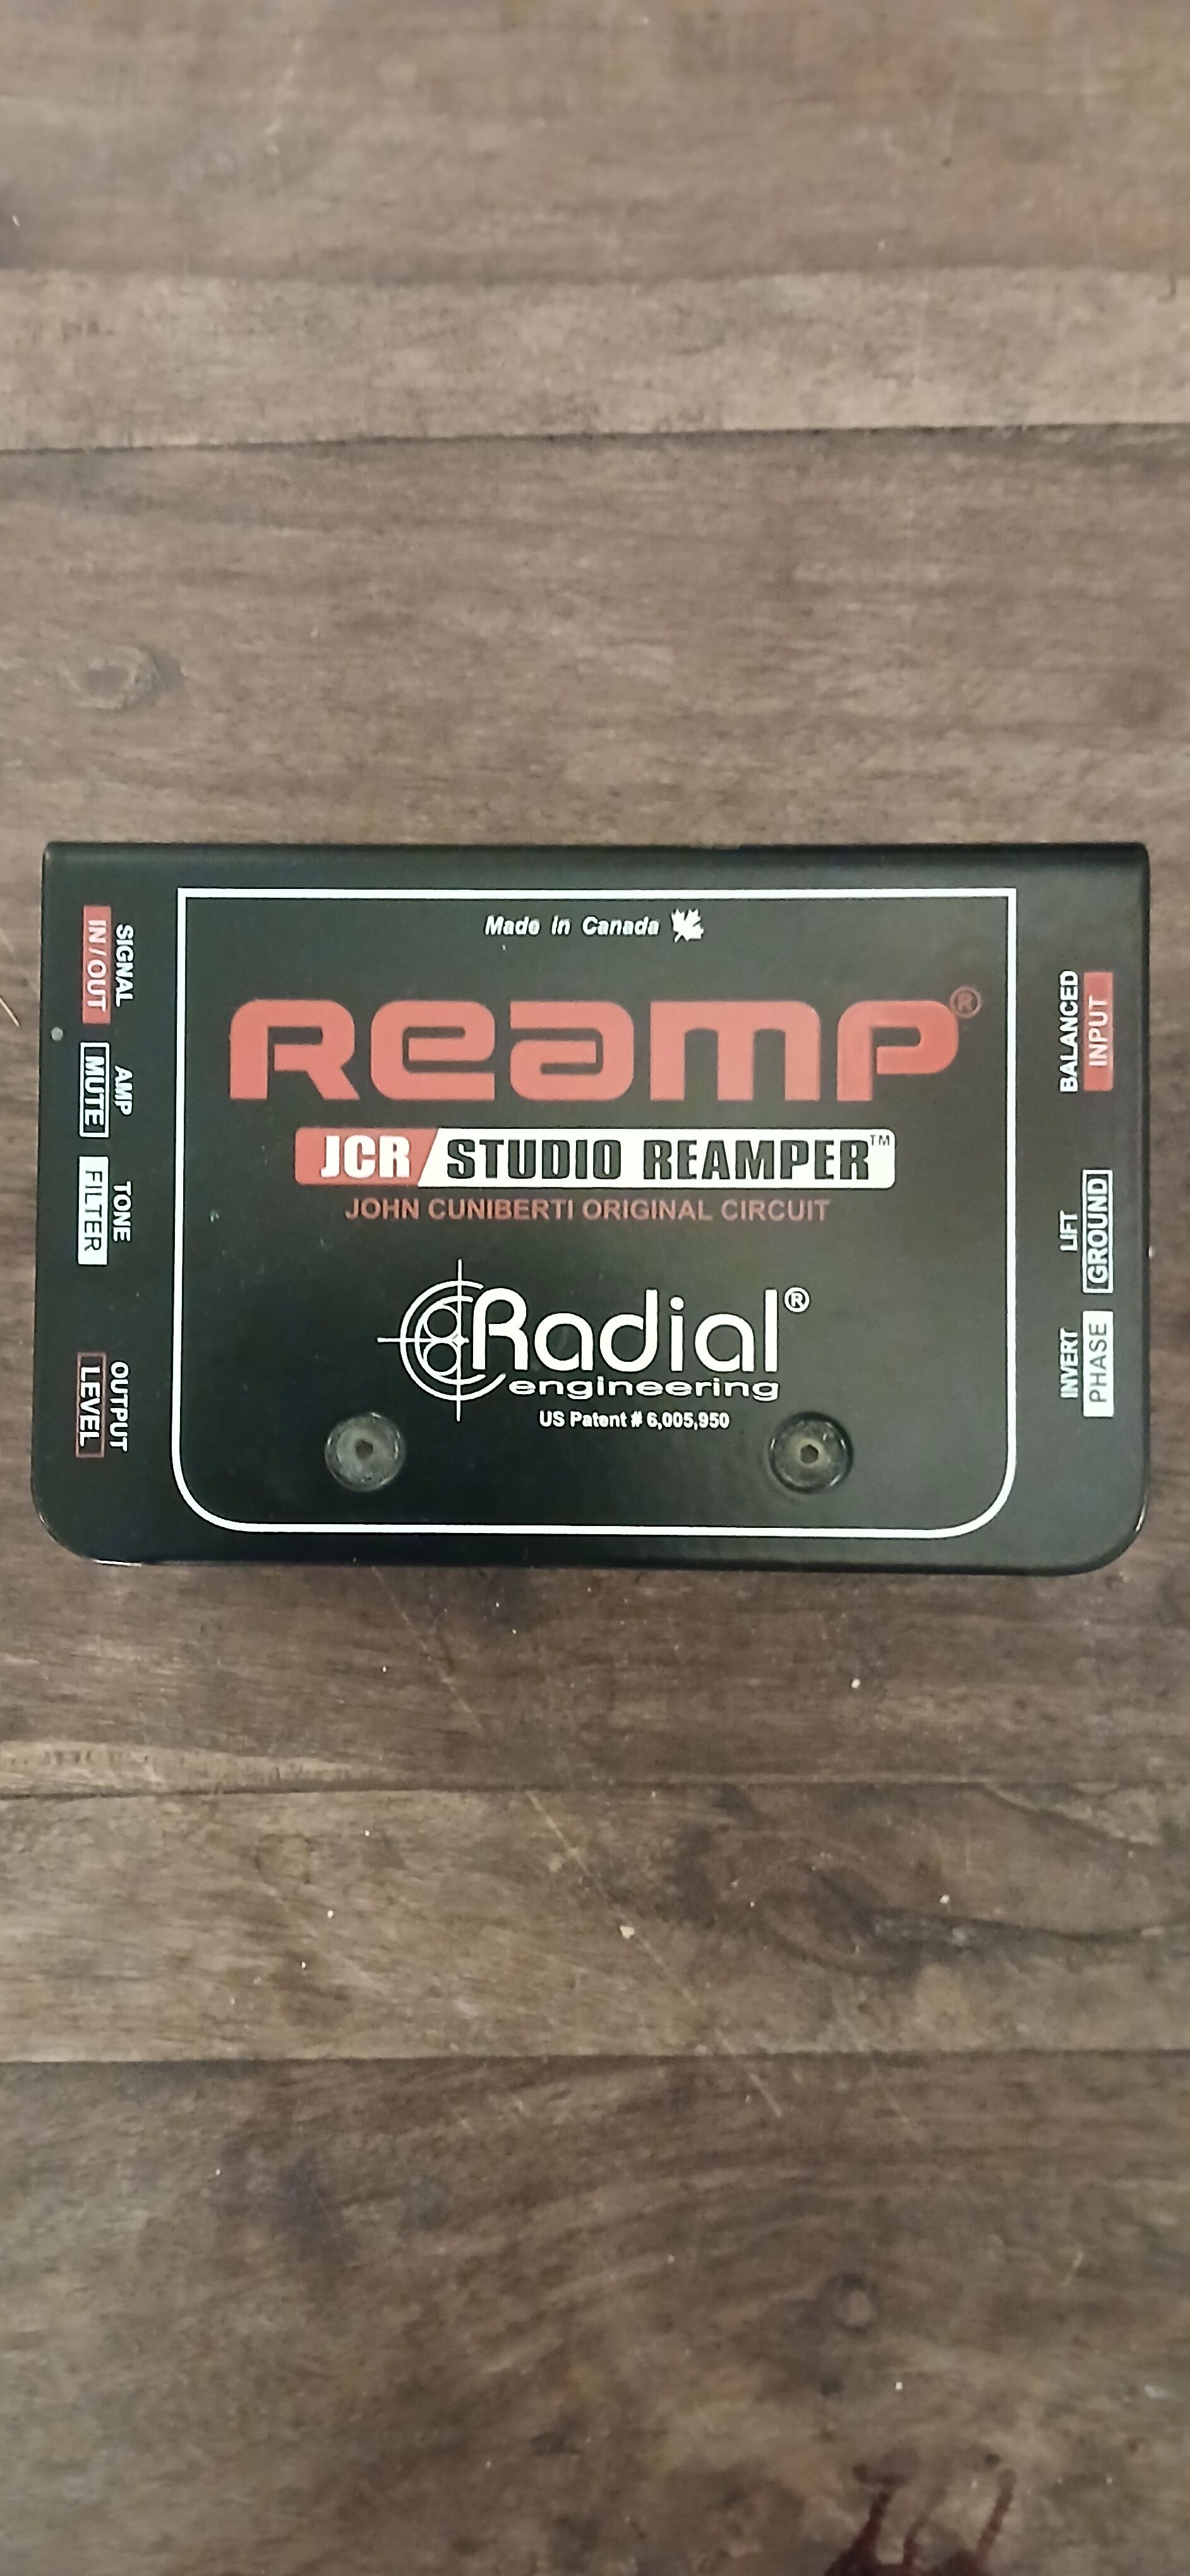 Made in Canada
Reamp®
JCR/STUDIO REAMPER™
JOHN CUNIBERTI ORIGINAL CIRCUIT
Radial®
engineering
US Patent # 6,005,950
SIGNAL
IN/OUT
AMP
MUTE
TONE
FILTER
OUTPUT
LEVEL
BALANCED
INPUT
LIFT
GROUND
INVERT
PHASE